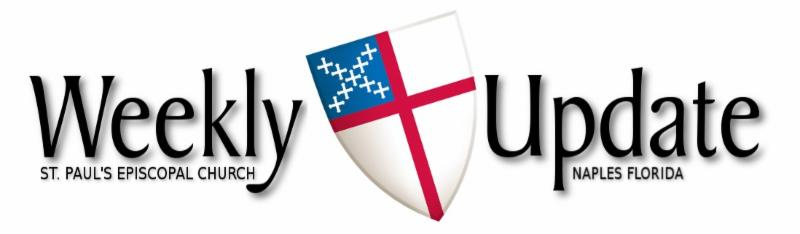 Weekly Update
ST. PAUL'S EPISCOPAL CHURCH
NAPLES FLORIDA